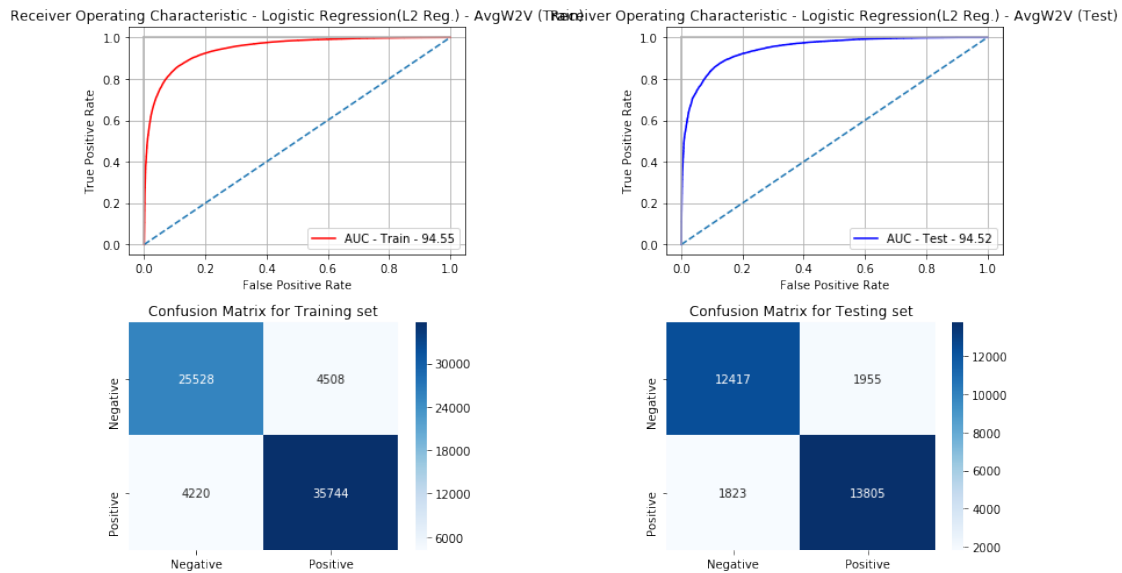 Receiver Operating Characteristic - Logistic Regression(L2 Reg.) - AvgW2V (Train)
1.0
0.8
0.6
0.4
0.2
0.0
True Positive Rate
AUC - Train - 94.55
0.0 0.2 0.4 0.6 0.8 1.0
False Positive Rate
Receiver Operating Characteristic - Logistic Regression(L2 Reg.) - AvgW2V (Test)
1.0
0.8
0.6
0.4
0.2
0.0
True Positive Rate
AUC - Test - 94.52
0.0 0.2 0.4 0.6 0.8 1.0
False Positive Rate
Confusion Matrix for Training set
Negative
25528 4508
Positive
4220 35744
Negative Positive
30000
24000
18000
12000
6000
Confusion Matrix for Testing set
Negative
12417 1955
Positive
1823 13805
Negative Positive
12000
10000
8000
6000
4000
2000